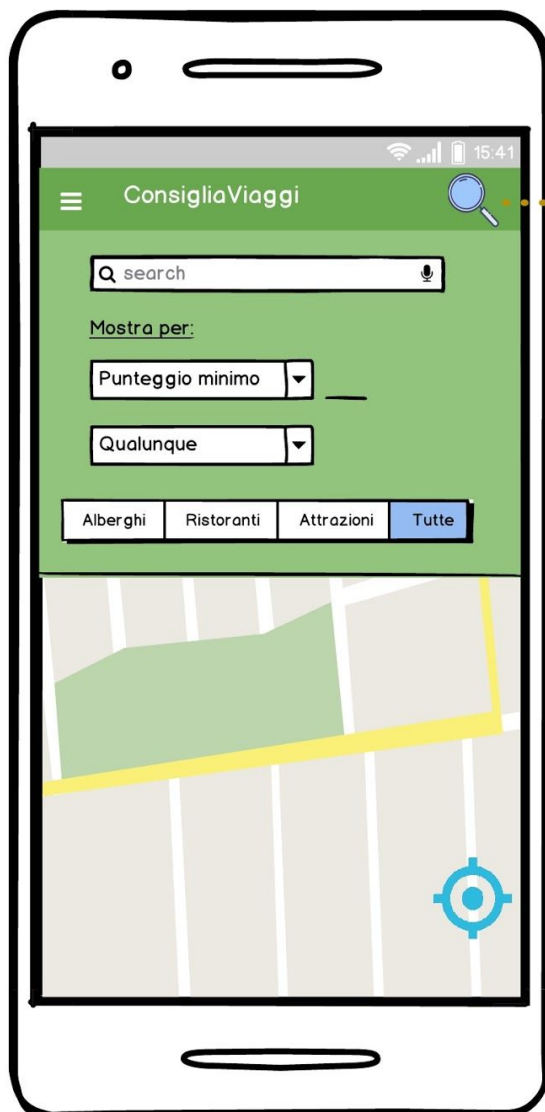 15:41
ConsigliaViaggi
search
Mostra per:
Punteggio minimo
Qualunque
Alberghi Ristoranti Attrazioni Tutte